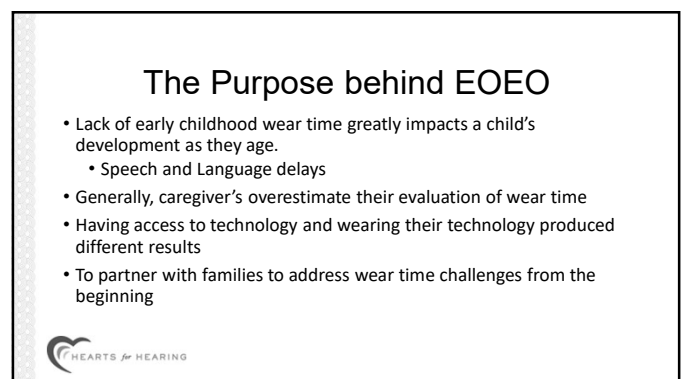 The Purpose behind EOEO
• Lack of early childhood wear time greatly impacts a child's
development as they age.
• Speech and Language delays
• Generally, caregiver's overestimate their evaluation of wear time
• Having access to technology and wearing their technology produced
different results
• To partner with families to address wear time challenges from the
beginning
HEARTS for HEARING